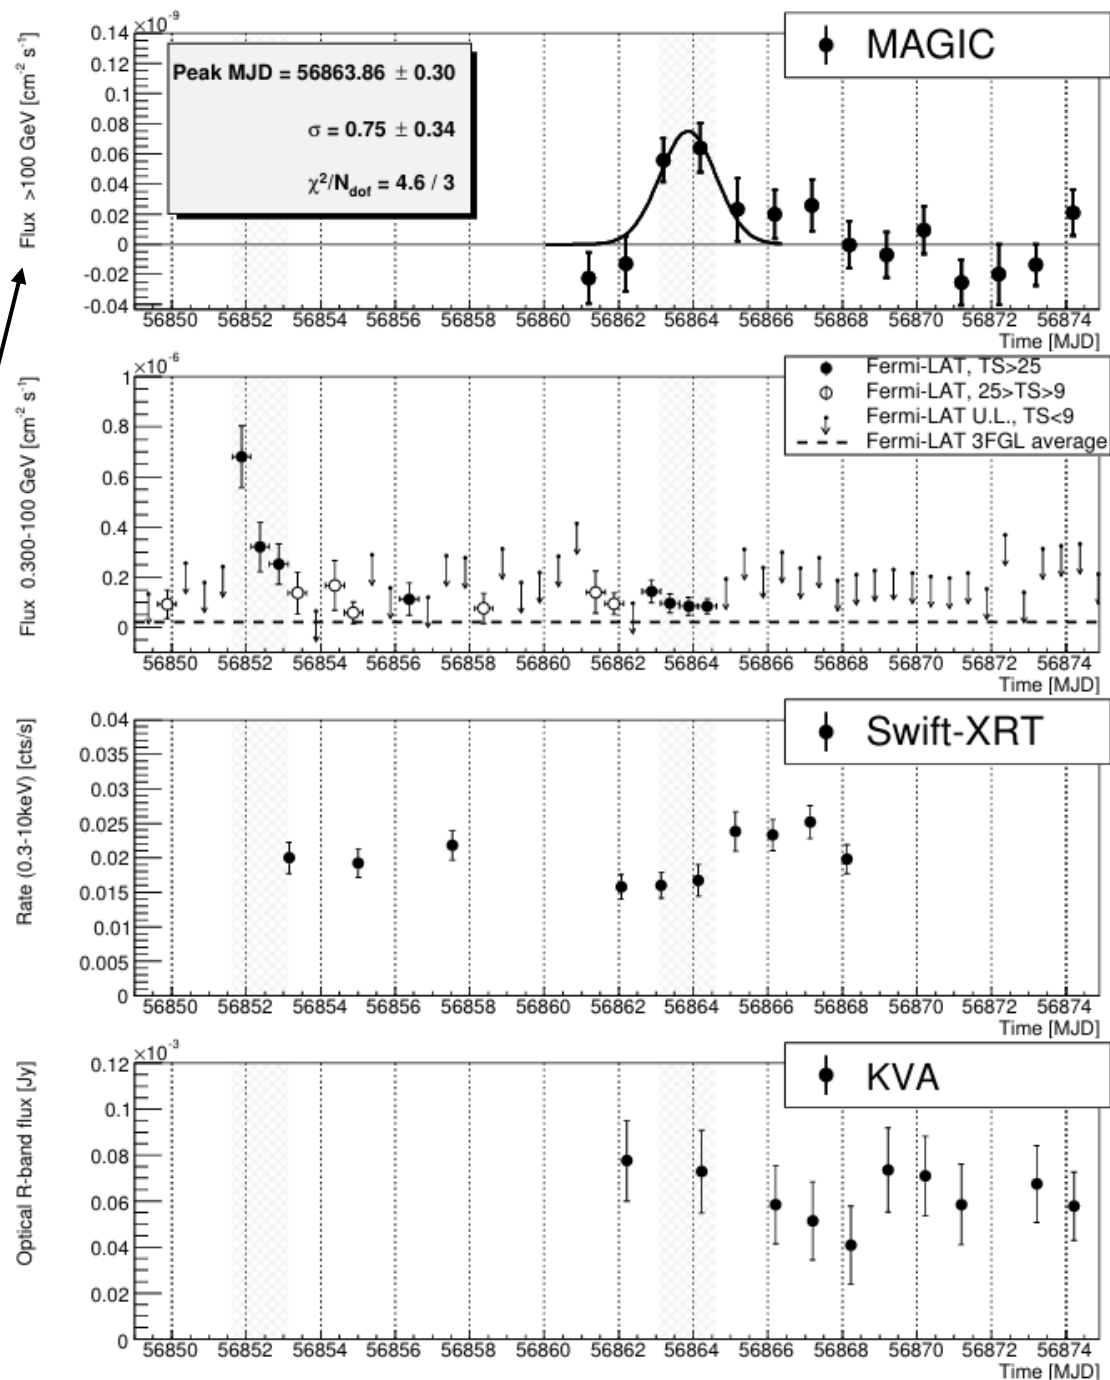 ×10⁻⁹
Flux >100 GeV [cm⁻² s⁻¹]
0.14
0.12
0.1
0.08
0.06
0.04
0.02
0
-0.02
-0.04
Peak MJD = 56863.86 ± 0.30
σ = 0.75 ± 0.34
χ²/N_dof = 4.6 / 3
MAGIC
56850 56852 56854 56856 56858 56860 56862 56864 56866 56868 56870 56872 56874
Time [MJD]
×10⁻⁶
Flux 0.300-100 GeV [cm⁻² s⁻¹]
1
0.8
0.6
0.4
0.2
0
Fermi-LAT, TS>25
Fermi-LAT, 25>TS>9
Fermi-LAT U.L., TS<9
Fermi-LAT 3FGL average
56850 56852 56854 56856 56858 56860 56862 56864 56866 56868 56870 56872 56874
Time [MJD]
Rate (0.3-10keV) [cts/s]
0.04
0.035
0.03
0.025
0.02
0.015
0.01
0.005
0
Swift-XRT
56850 56852 56854 56856 56858 56860 56862 56864 56866 56868 56870 56872 56874
Time [MJD]
×10⁻³
Optical R-band flux [Jy]
0.12
0.1
0.08
0.06
0.04
0.02
0
KVA
56850 56852 56854 56856 56858 56860 56862 56864 56866 56868 56870 56872 56874
Time [MJD]